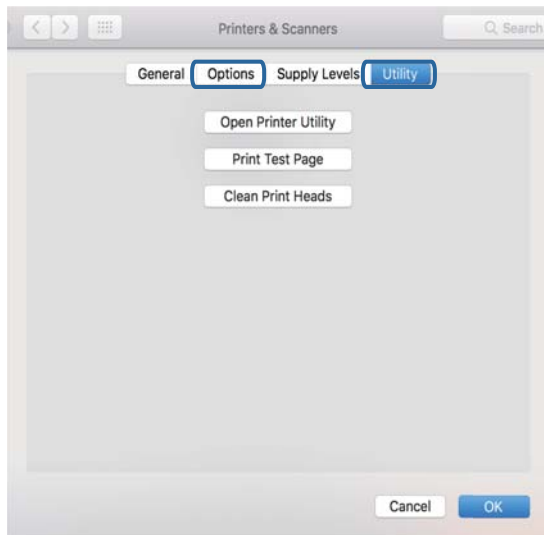 Printers & Scanners Search
General Options Supply Levels Utility
Open Printer Utility
Print Test Page
Clean Print Heads
Cancel OK